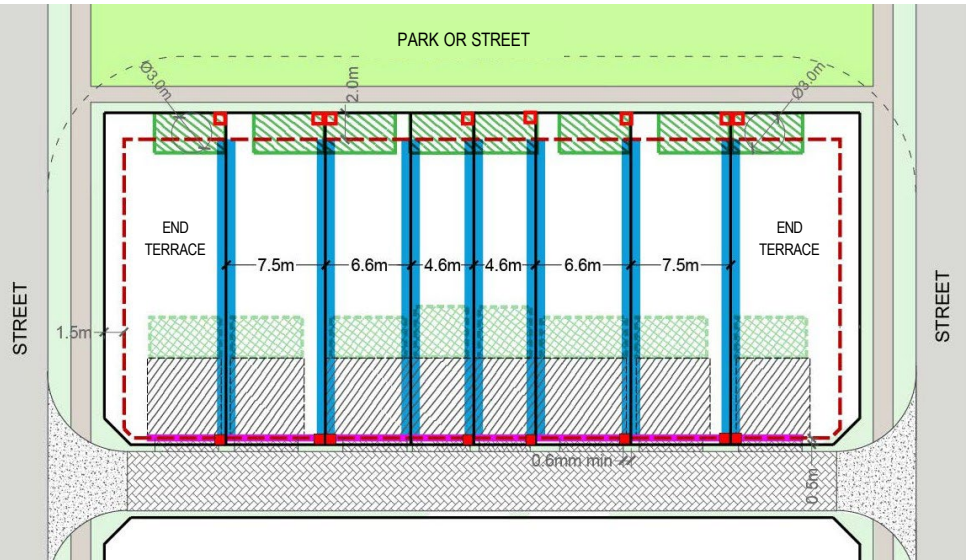 PARK OR STREET
Ø3.0m
2.0m
Ø3.0m
END
TERRACE
END
TERRACE
7.5m
6.6m
4.6m
4.6m
6.6m
7.5m
STREET
STREET
1.5m
0.6mm min
0.5m